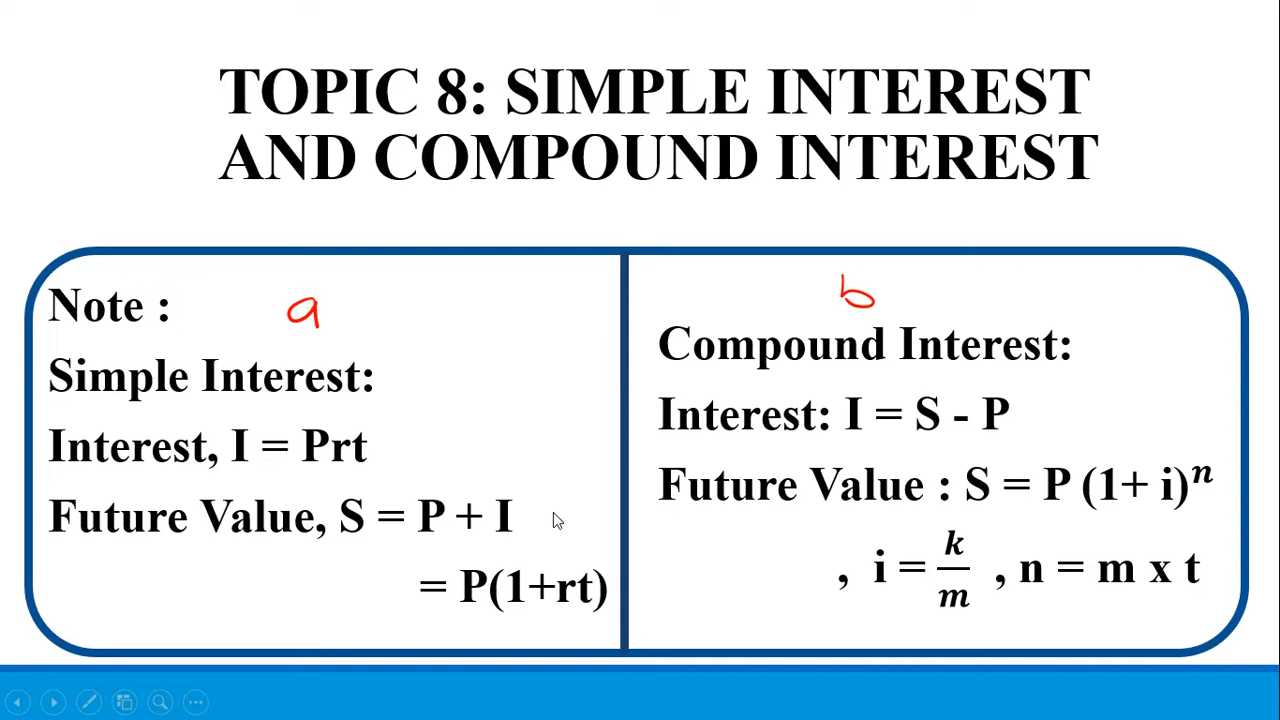 TOPIC 8: SIMPLE INTEREST
AND COMPOUND INTEREST
Note :
a
Simple Interest:
Interest, I = Prt
Future Value, S = P + I
= P(1+rt)
b
Compound Interest:
Interest: I = S - P
Future Value : S = P (1+ i)ⁿ
, i = k/m , n = m x t